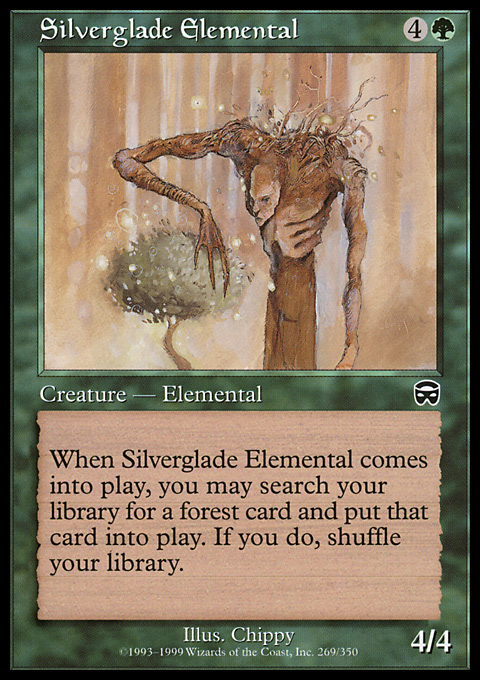 Silverglade Elemental 4
Creature — Elemental
When Silverglade Elemental comes
into play, you may search your
library for a forest card and put that
card into play. If you do, shuffle
your library.
Illus. Chippy
©1993–1999 Wizards of the Coast, Inc. 269/350
4/4